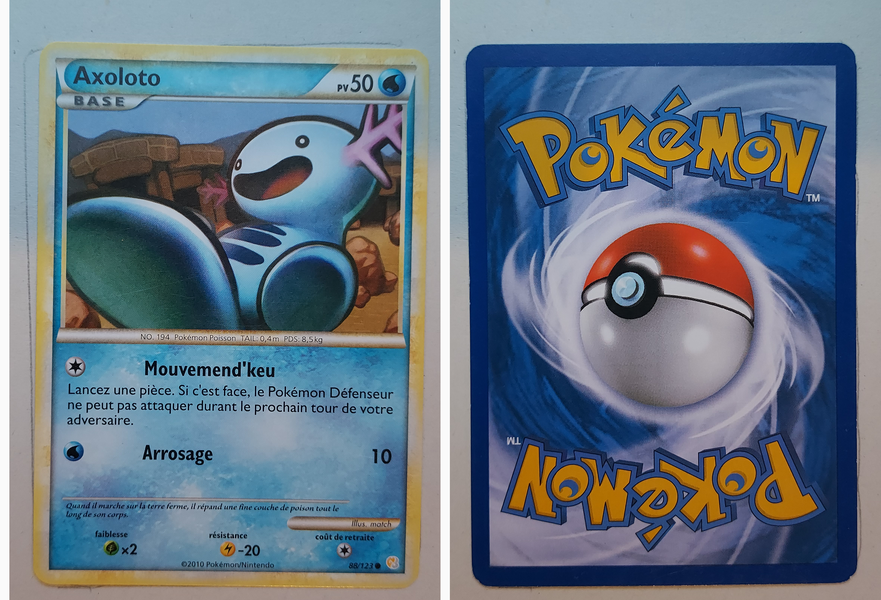 Axoloto
PV 50
BASE
NO. 194 Pokémon Poisson TAIL: 0,4m PDS: 8,5kg
Mouvemend'keu
Lancez une pièce. Si c'est face, le Pokémon Défenseur
ne peut pas attaquer durant le prochain tour de votre
adversaire.
Arrosage 10
Quand il marche sur la terre ferme, il répand une fine couche de poison tout le
long de son corps.
Illus. match
faiblesse résistance coût de retraite
x2 -20
©2010 Pokémon/Nintendo 88/123
POKéMON
TM
TM
POKéMON